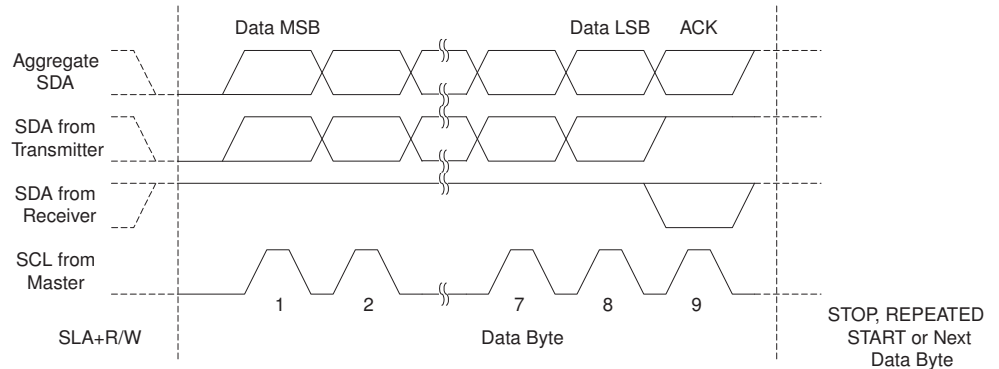 Data MSB
Data LSB
ACK
Aggregate
SDA
SDA from
Transmitter
SDA from
Receiver
SCL from
Master
1
2
7
8
9
SLA+R/W
Data Byte
STOP, REPEATED
START or Next
Data Byte